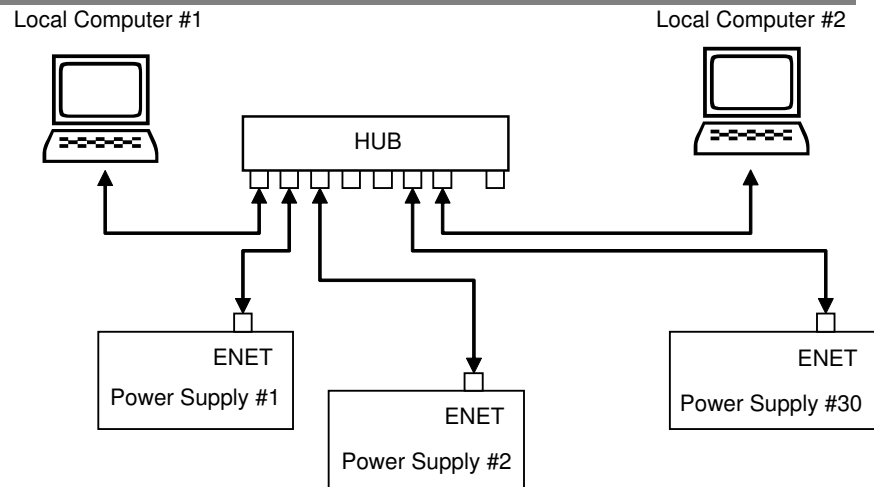 Local Computer #1
Local Computer #2
HUB
ENET
Power Supply #1
ENET
Power Supply #2
ENET
Power Supply #30